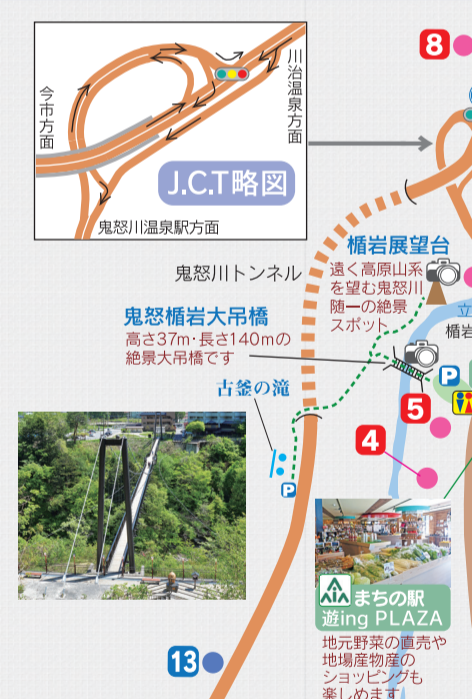 8
今市方面
川治温泉方面
J.C.T略図
鬼怒川温泉駅方面
楯岩展望台
遠く高原山系
を望む鬼怒川
随一の絶景
スポット
鬼怒川トンネル
立
楯岩
鬼怒楯岩大吊橋
高さ37m・長さ140mの
絶景大吊橋です
P
古釜の滝
5
4
P
まちの駅
遊ing PLAZA
地元野菜の直売や
地場産物産の
ショッピングも
楽しめます!
13